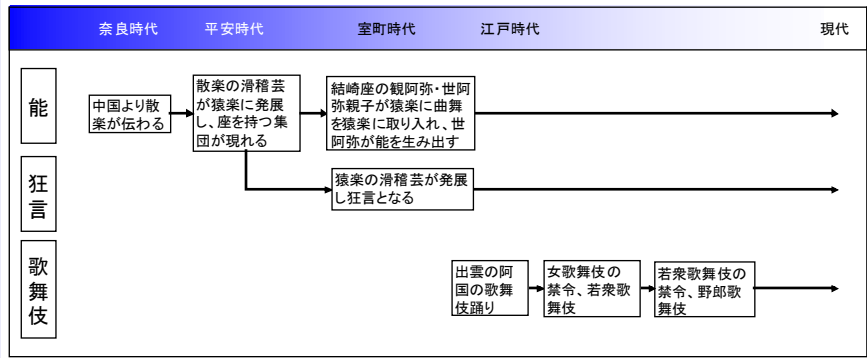 奈良時代
平安時代
室町時代
江戸時代
現代
能
中国より散
楽が伝わる
散楽の滑稽芸
が猿楽に発展
し、座を持つ集
団が現れる
結崎座の観阿弥・世阿
弥親子が猿楽に曲舞
を猿楽に取り入れ、世
阿弥が能を生み出す
狂言
猿楽の滑稽芸が発展
し狂言となる
歌舞伎
出雲の阿
国の歌舞
伎踊り
女歌舞伎の
禁令、若衆歌
舞伎
若衆歌舞伎の
禁令、野郎歌
舞伎